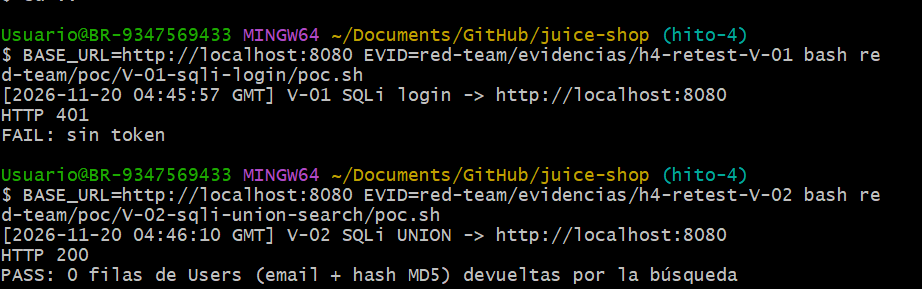 Usuario@BR-9347569433 MINGW64 ~/Documents/GitHub/juice-shop (hito-4)
$ BASE_URL=http://localhost:8080 EVID=red-team/evidencias/h4-retest-V-01 bash re
d-team/poc/V-01-sqli-login/poc.sh
[2026-11-20 04:45:57 GMT] V-01 SQLi login -> http://localhost:8080
HTTP 401
FAIL: sin token
Usuario@BR-9347569433 MINGW64 ~/Documents/GitHub/juice-shop (hito-4)
$ BASE_URL=http://localhost:8080 EVID=red-team/evidencias/h4-retest-V-02 bash re
d-team/poc/V-02-sqli-union-search/poc.sh
[2026-11-20 04:46:10 GMT] V-02 SQLi UNION -> http://localhost:8080
HTTP 200
PASS: 0 filas de Users (email + hash MD5) devueltas por la búsqueda